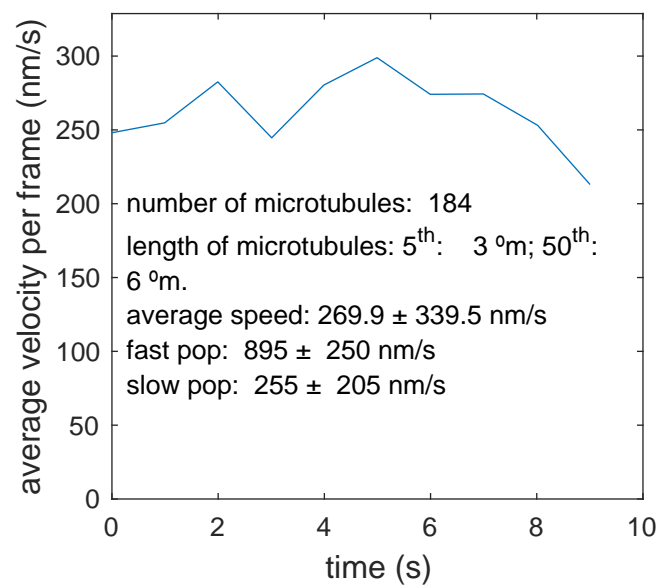 average velocity per frame (nm/s)
300
250
200
150
100
50
0
number of microtubules:  184
length of microtubules: 5th:    3 ºm; 50th:
6 ºm.
average speed: 269.9 ± 339.5 nm/s
fast pop:  895 ±  250 nm/s
slow pop:  255 ±  205 nm/s
0 2 4 6 8 10
time (s)